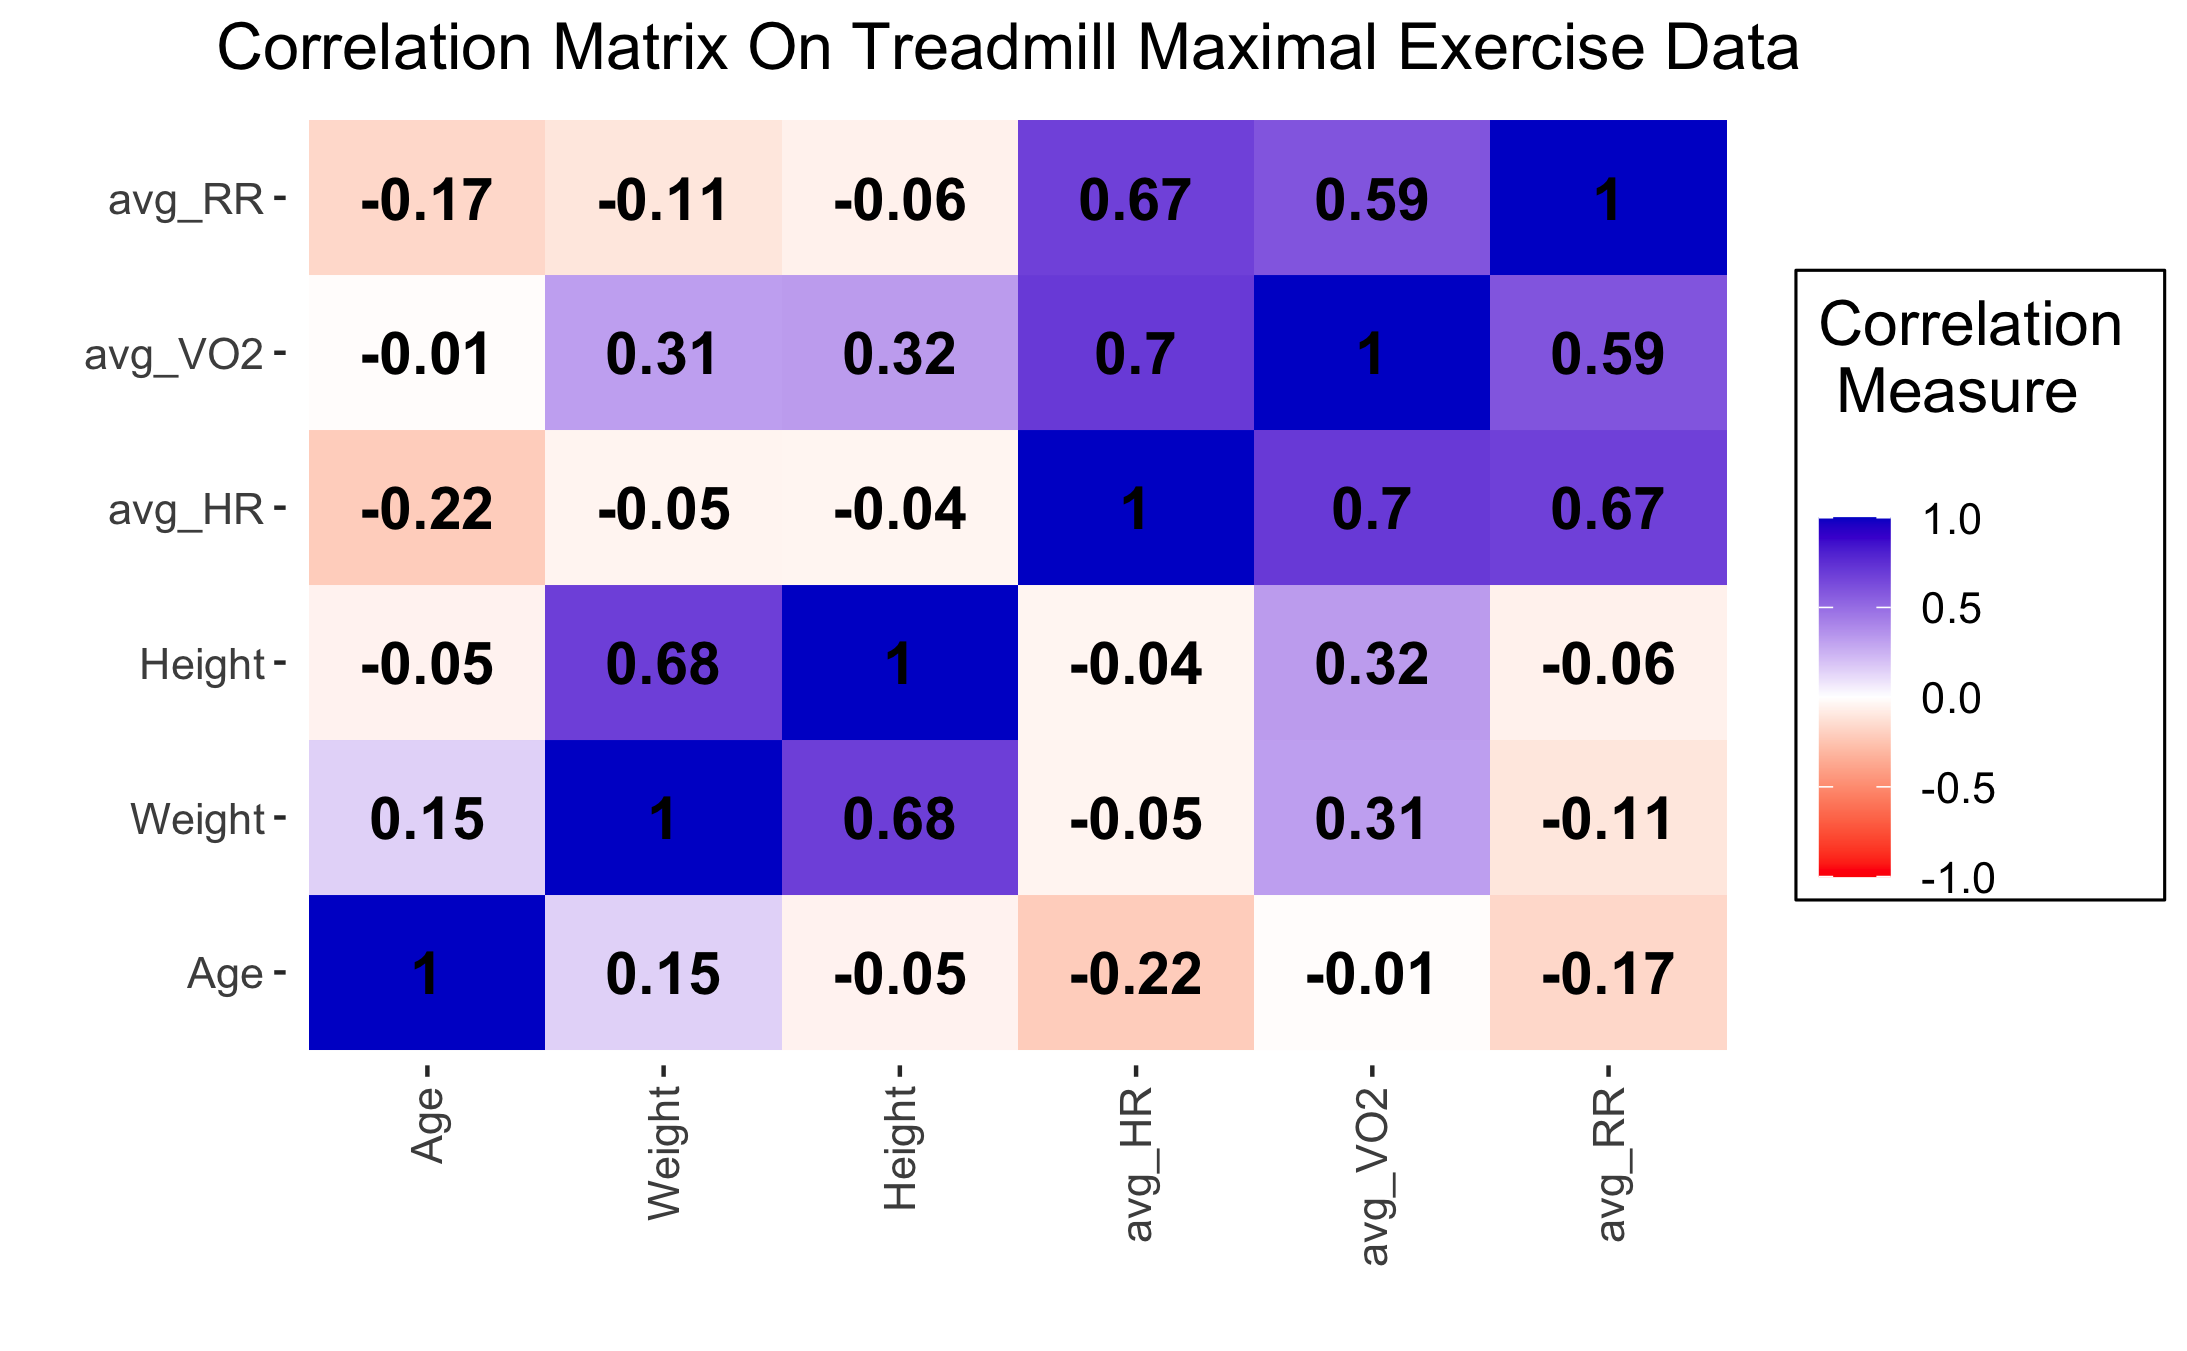 Correlation Matrix On Treadmill Maximal Exercise Data
avg_RR -0.17 -0.11 -0.06 0.67 0.59 1
avg_VO2 -0.01 0.31 0.32 0.7 1 0.59
avg_HR -0.22 -0.05 -0.04 1 0.7 0.67
Height -0.05 0.68 1 -0.04 0.32 -0.06
Weight 0.15 1 0.68 -0.05 0.31 -0.11
Age 1 0.15 -0.05 -0.22 -0.01 -0.17
Age Weight Height avg_HR avg_VO2 avg_RR
Correlation
Measure
1.0
0.5
0.0
-0.5
-1.0